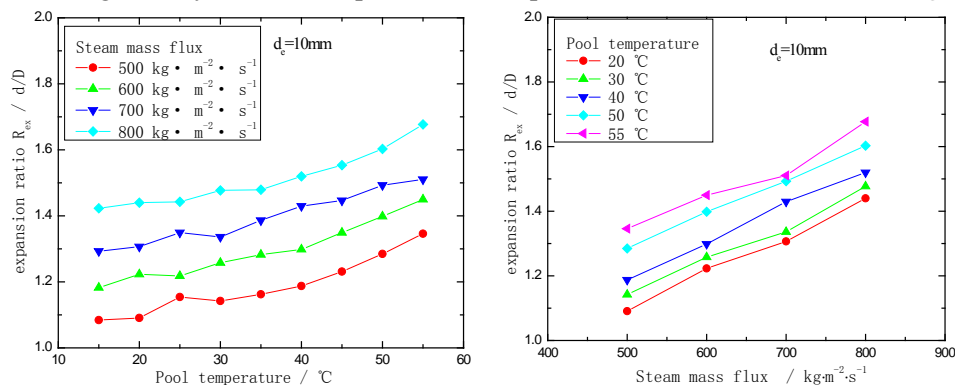 2.0
1.8
1.6
1.4
1.2
1.0
expansion ratio R_ex / d/D
Steam mass flux
500 kg• m⁻²• s⁻¹
600 kg• m⁻²• s⁻¹
700 kg• m⁻²• s⁻¹
800 kg• m⁻²• s⁻¹
dₑ=10mm
10 20 30 40 50 60
Pool temperature / ℃
2.0
1.8
1.6
1.4
1.2
1.0
expansion ratio R_ex / d/D
Pool temperature
20 ℃
30 ℃
40 ℃
50 ℃
55 ℃
dₑ=10mm
400 500 600 700 800 900
Steam mass flux / kg·m⁻²·s⁻¹